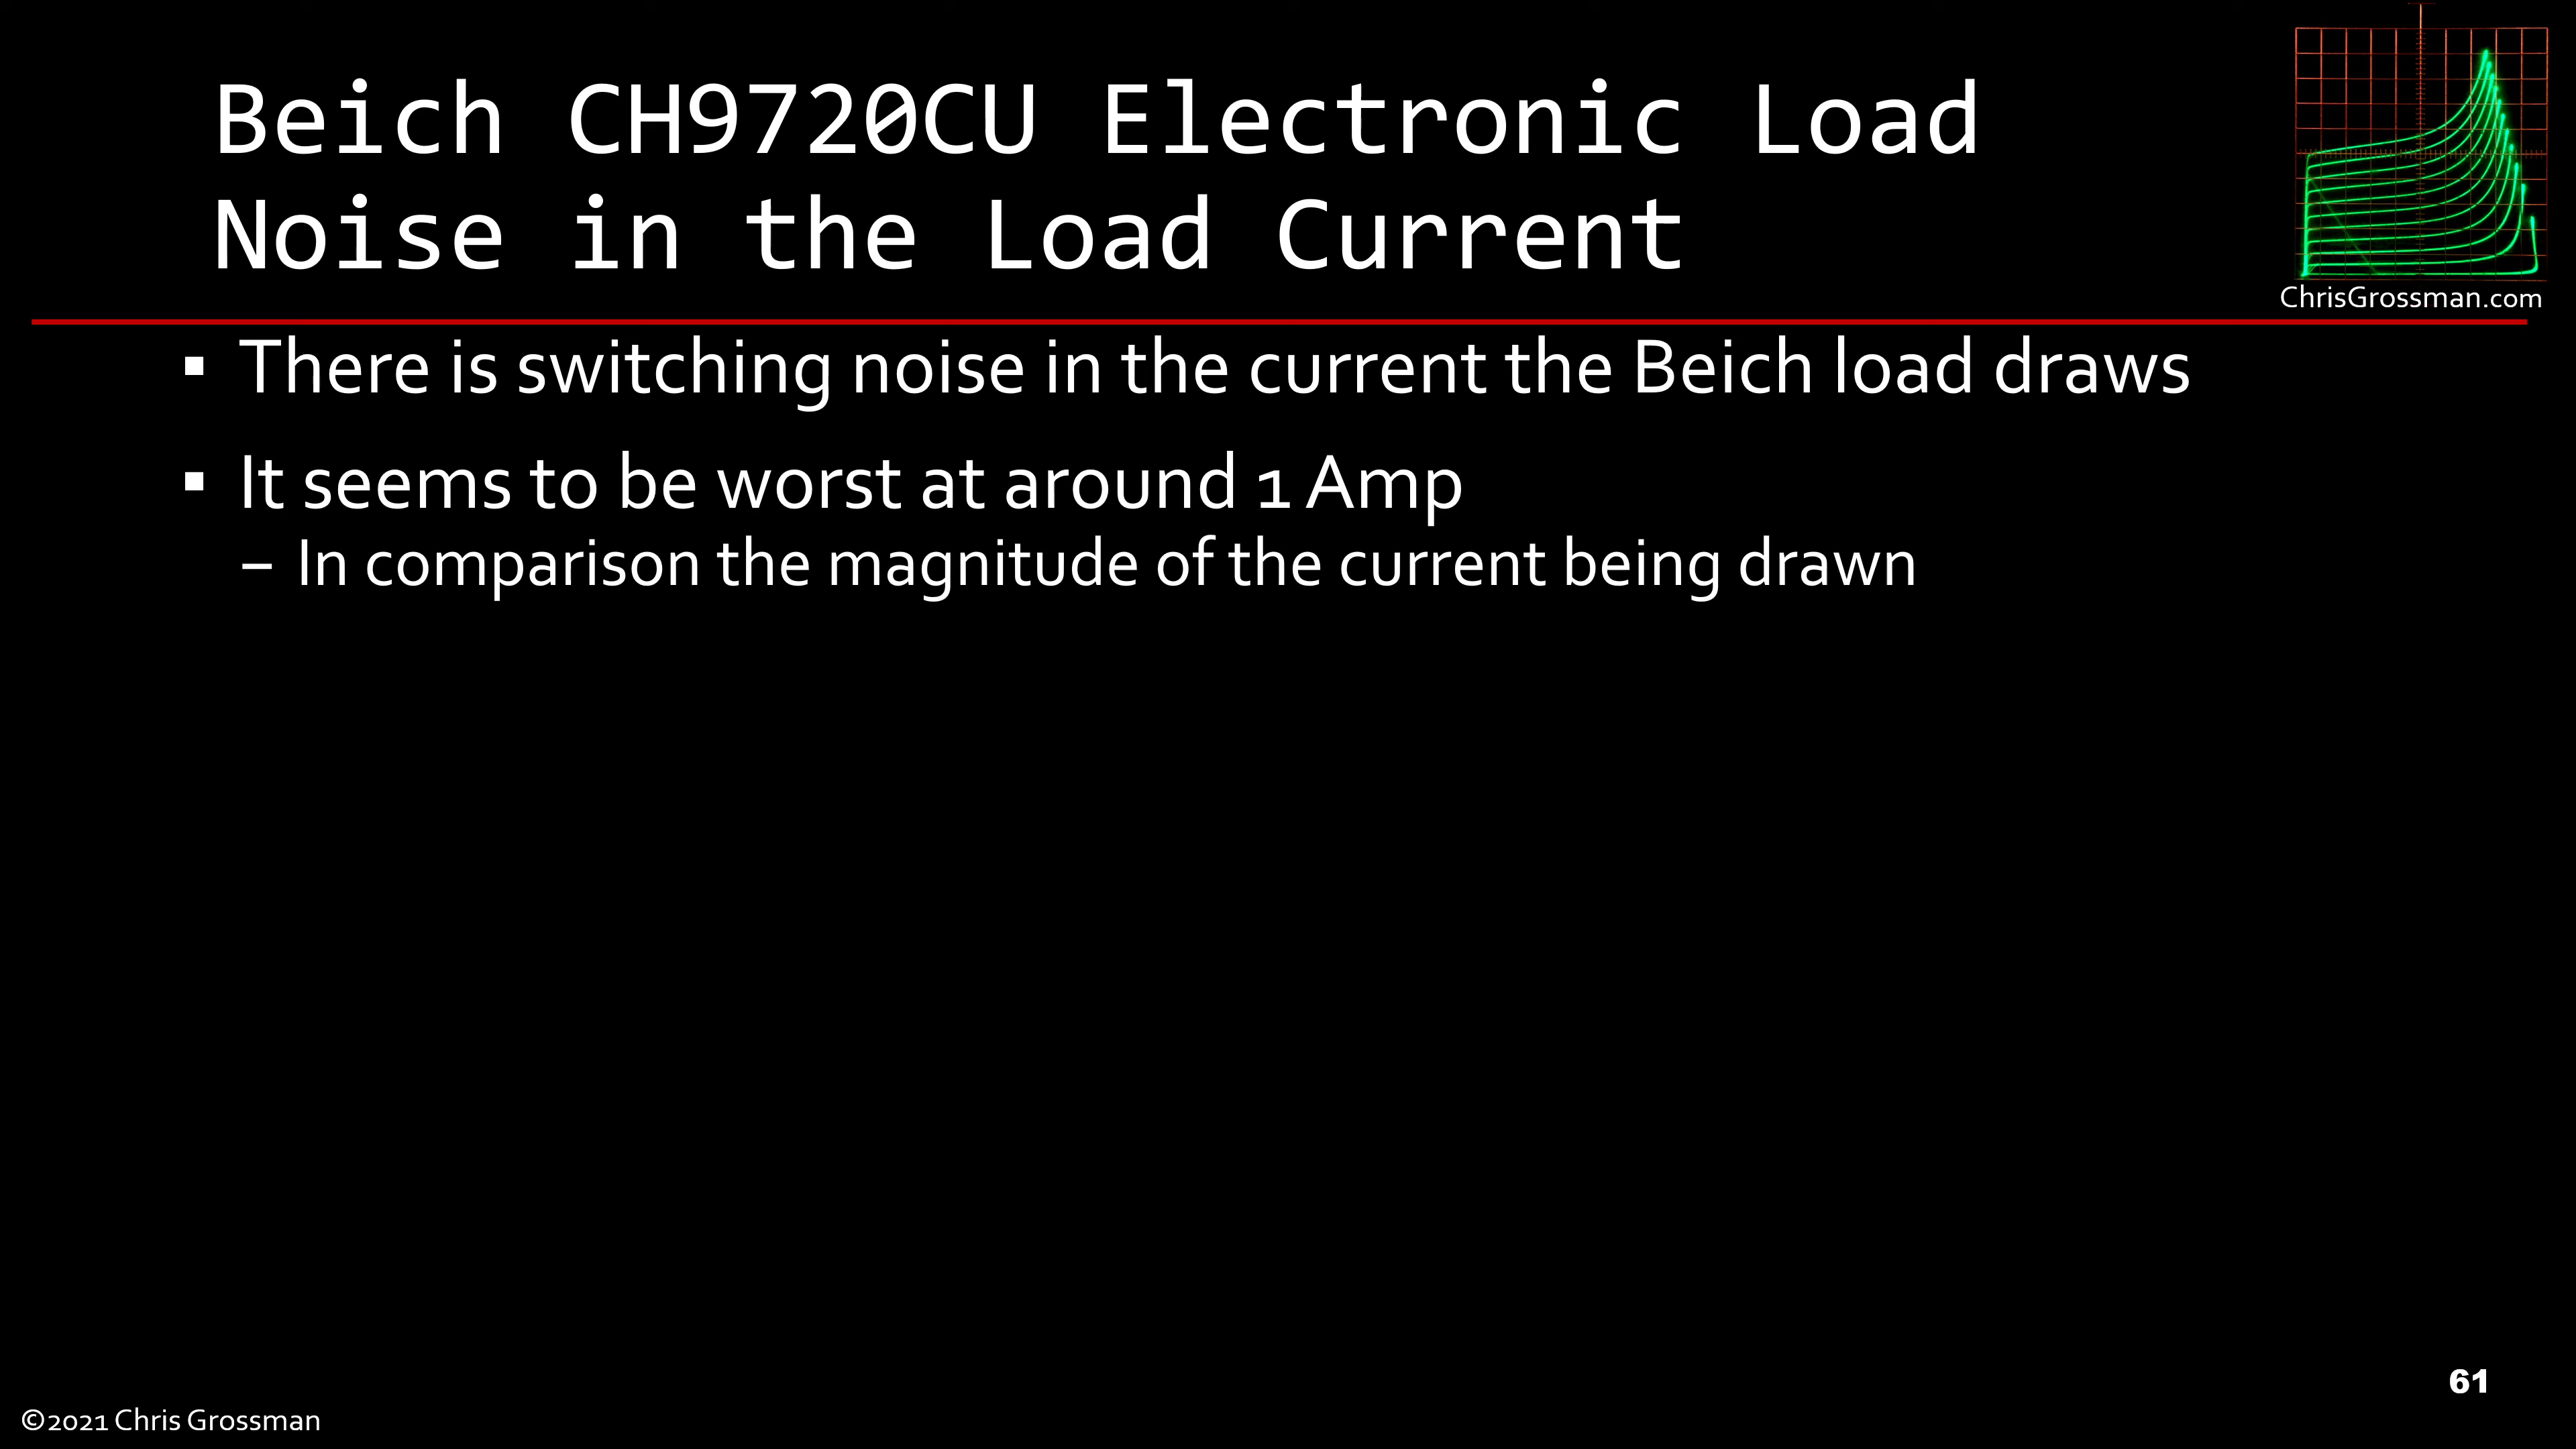 Beich CH9720CU Electronic Load
Noise in the Load Current
ChrisGrossman.com
▪ There is switching noise in the current the Beich load draws
▪ It seems to be worst at around 1 Amp
– In comparison the magnitude of the current being drawn
61
©2021 Chris Grossman